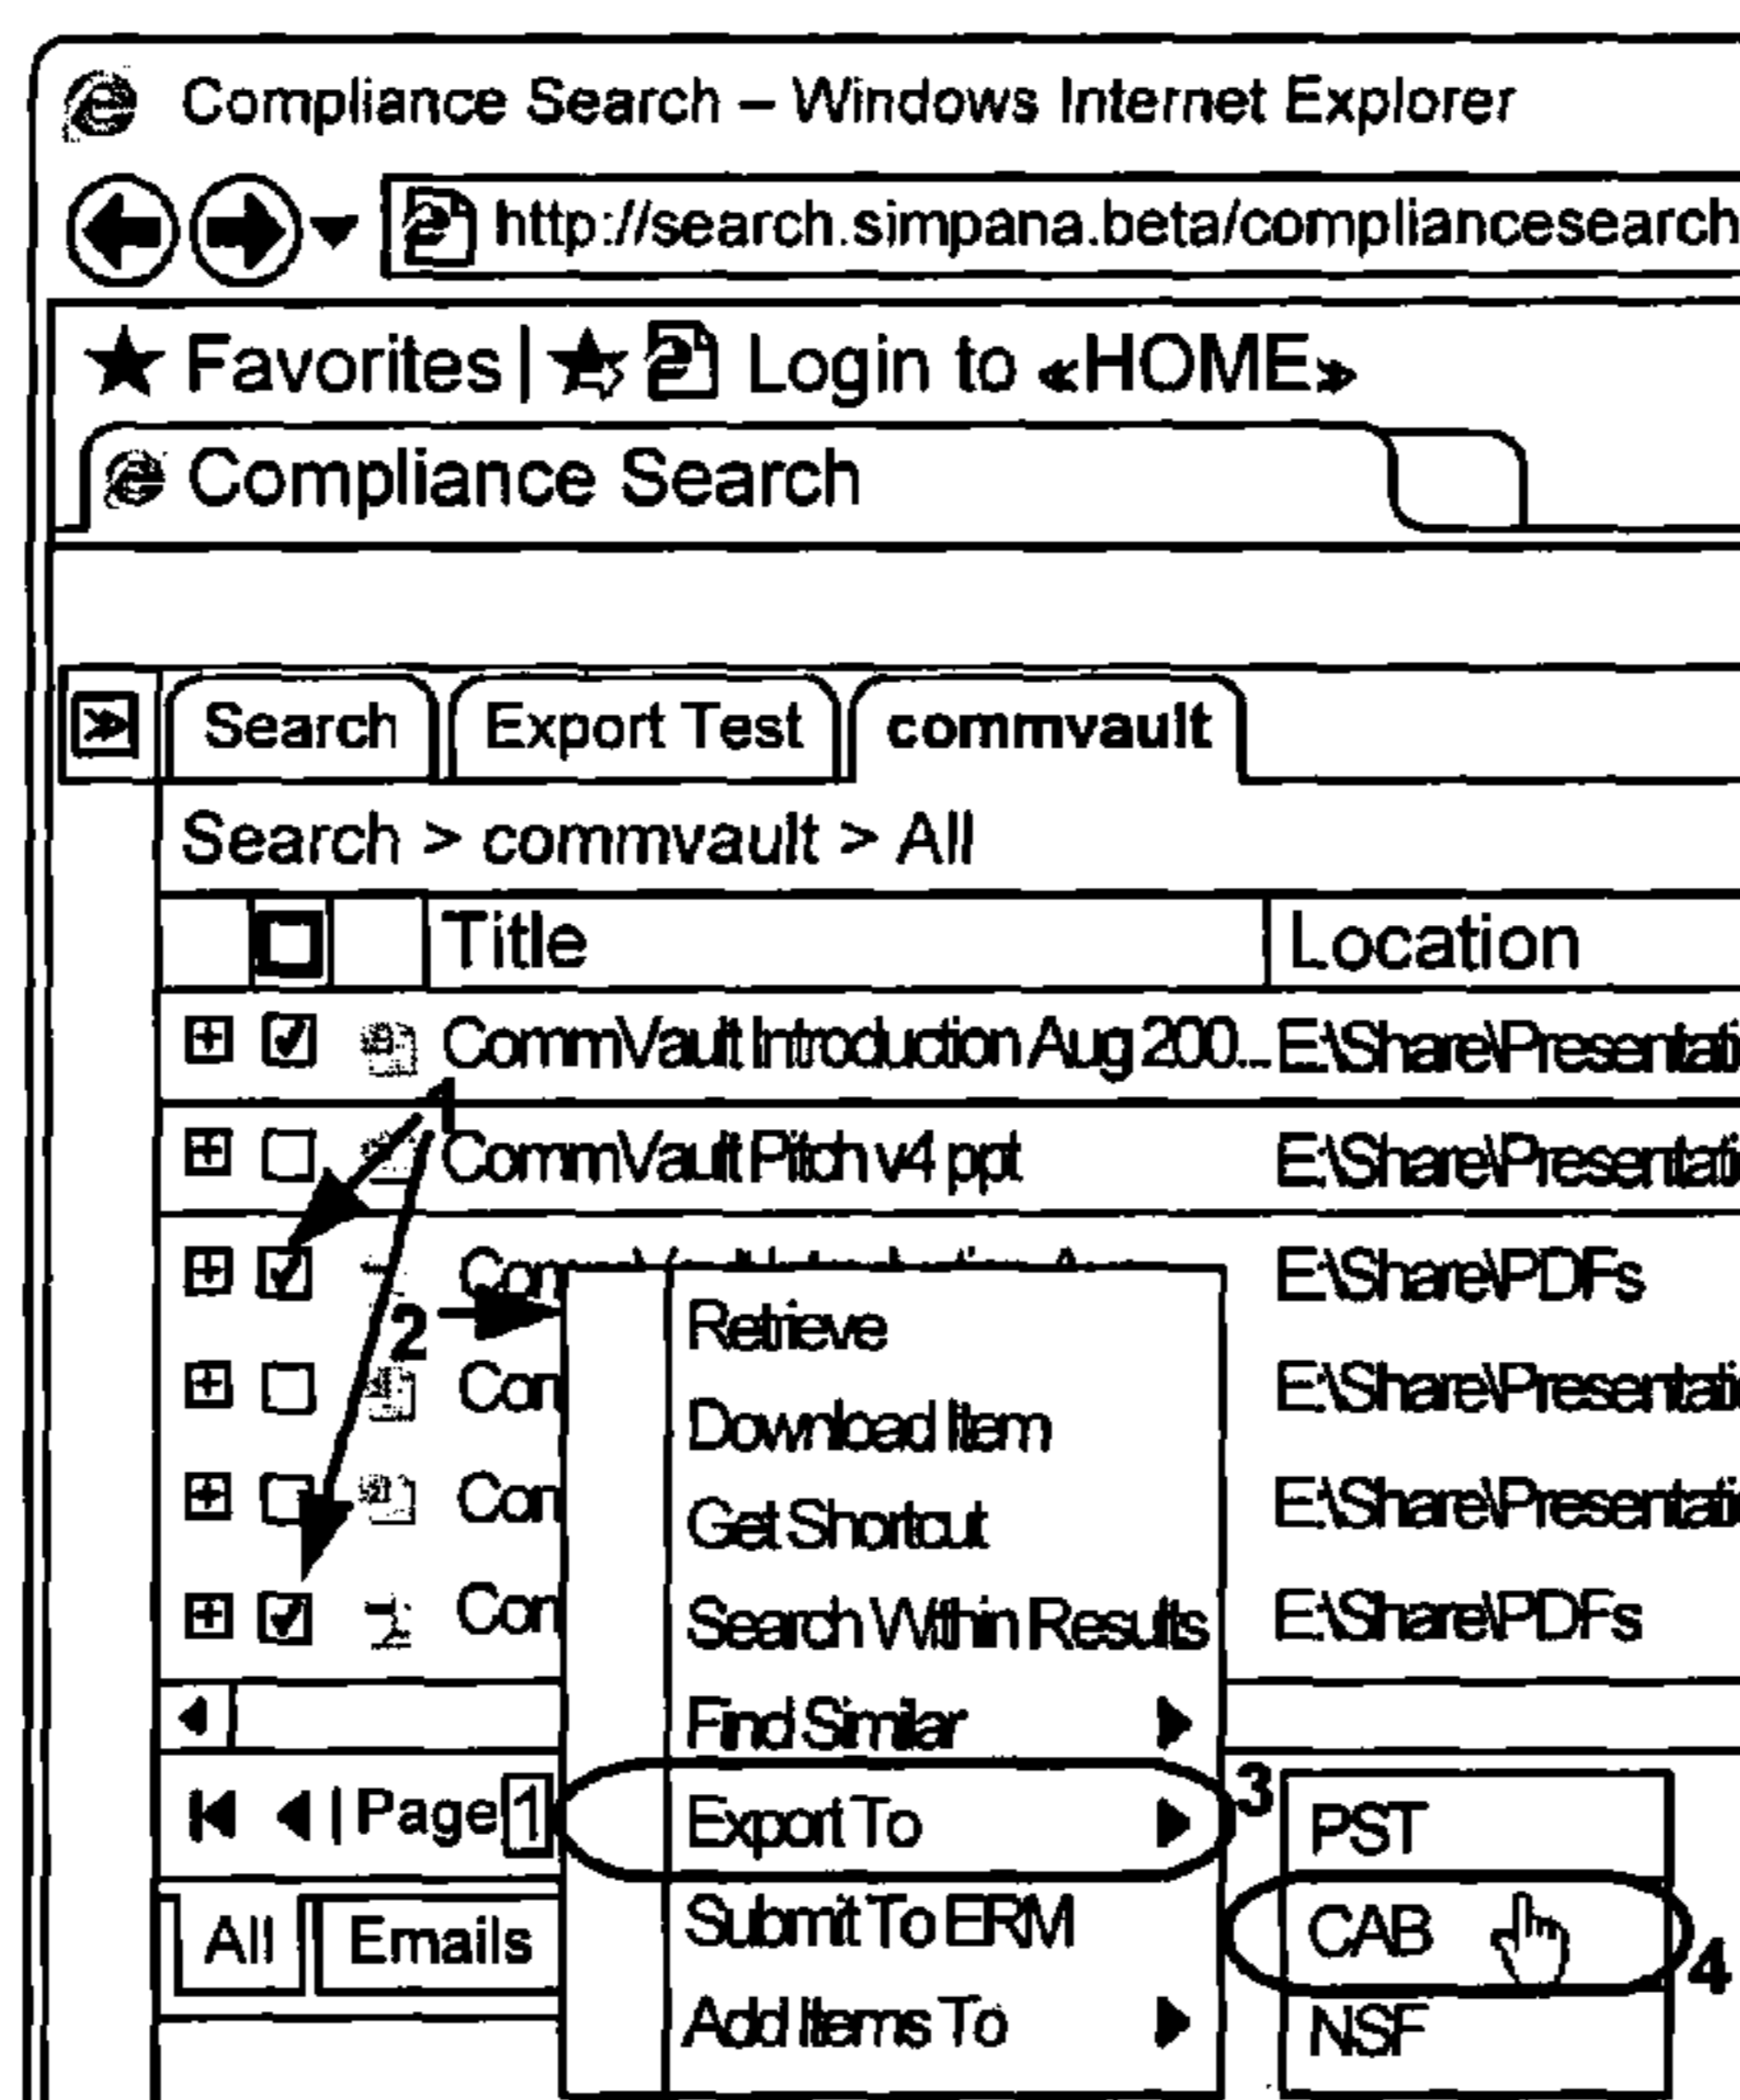 Compliance Search – Windows Internet Explorer
http://search.simpana.beta/compliancesearch
Favorites | Login to «HOME»
Compliance Search
Search Export Test commvault
Search > commvault > All
Title Location
CommVault Introduction Aug 200... E:\Share\Presentati
1
CommVault Pitch v4 ppt E:\Share\Presentati
E:\Share\PDFs
2 Retrieve
Com E:\Share\Presentati
Download Item
Com E:\Share\Presentati
Get Shortcut
Com E:\Share\PDFs
Search Within Results
Find Similar
Page 1 Export To 3 PST
All Emails Submit To ERM CAB 4
Add Items To NSF